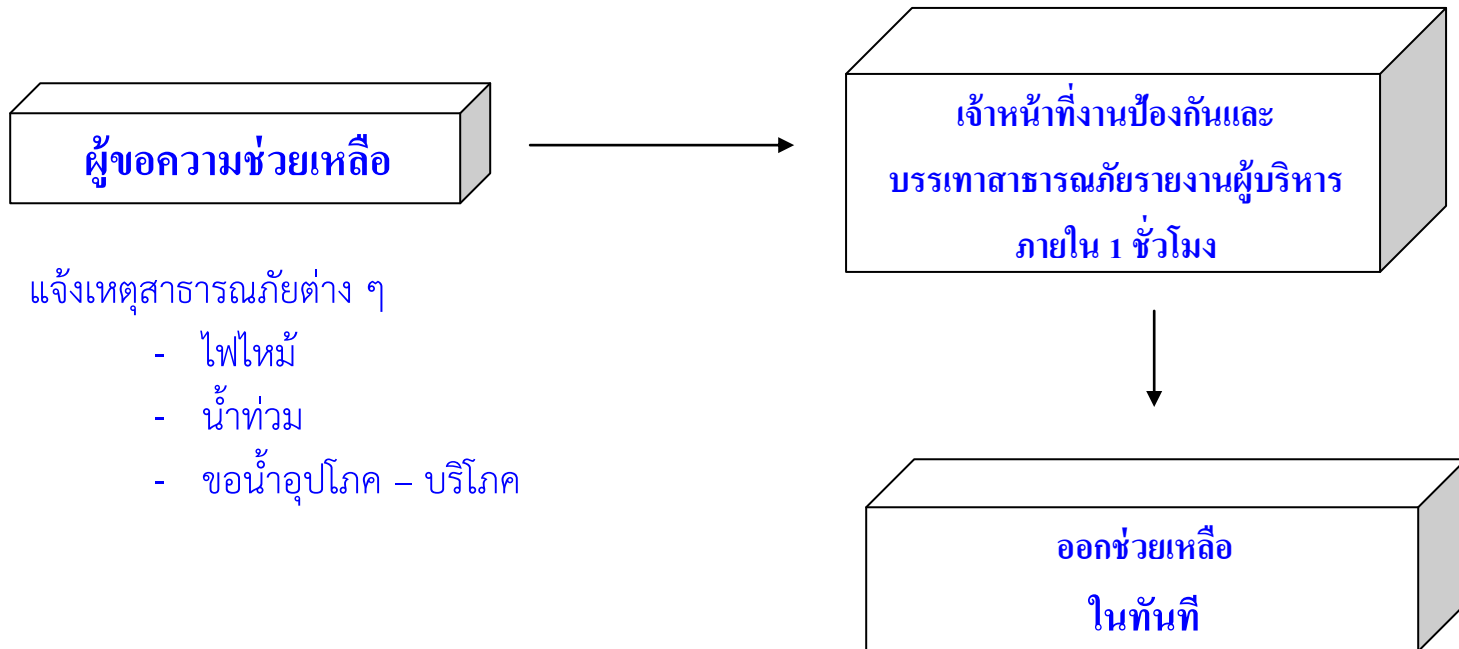 ผู้ขอความช่วยเหลือ
แจ้งเหตุสาธารณภัยต่าง ๆ
- ไฟไหม้
- น้ำท่วม
- ขอน้ำอุปโภค – บริโภค
เจ้าหน้าที่งานป้องกันและ
บรรเทาสาธารณภัยรายงานผู้บริหาร
ภายใน 1 ชั่วโมง
ออกช่วยเหลือ
ในทันที